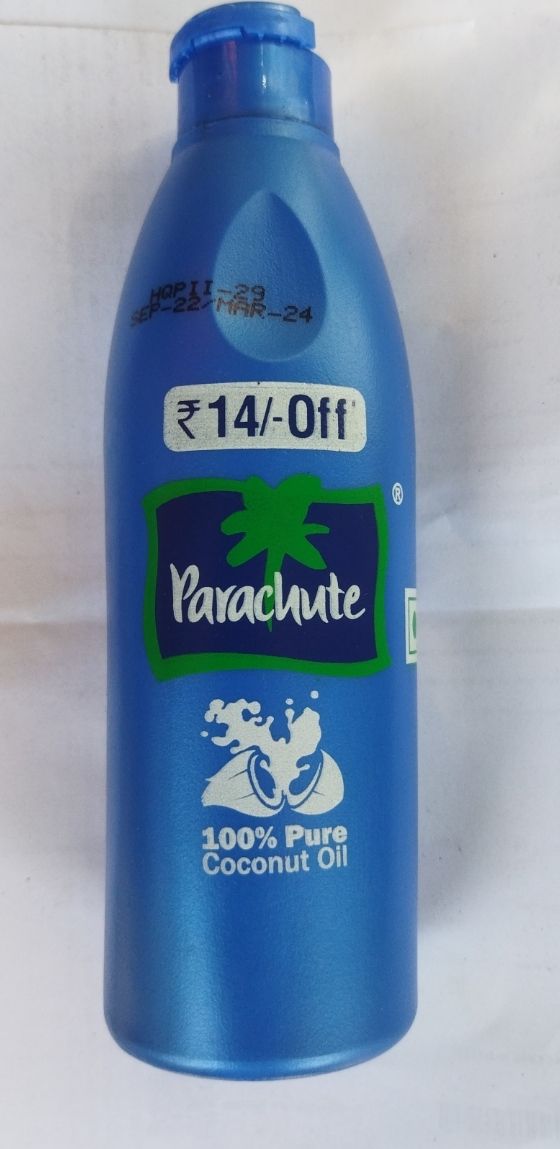 HQPII-29
SEP-22/MAR-24
₹ 14/-Off*
®
Parachute
100% Pure
Coconut Oil